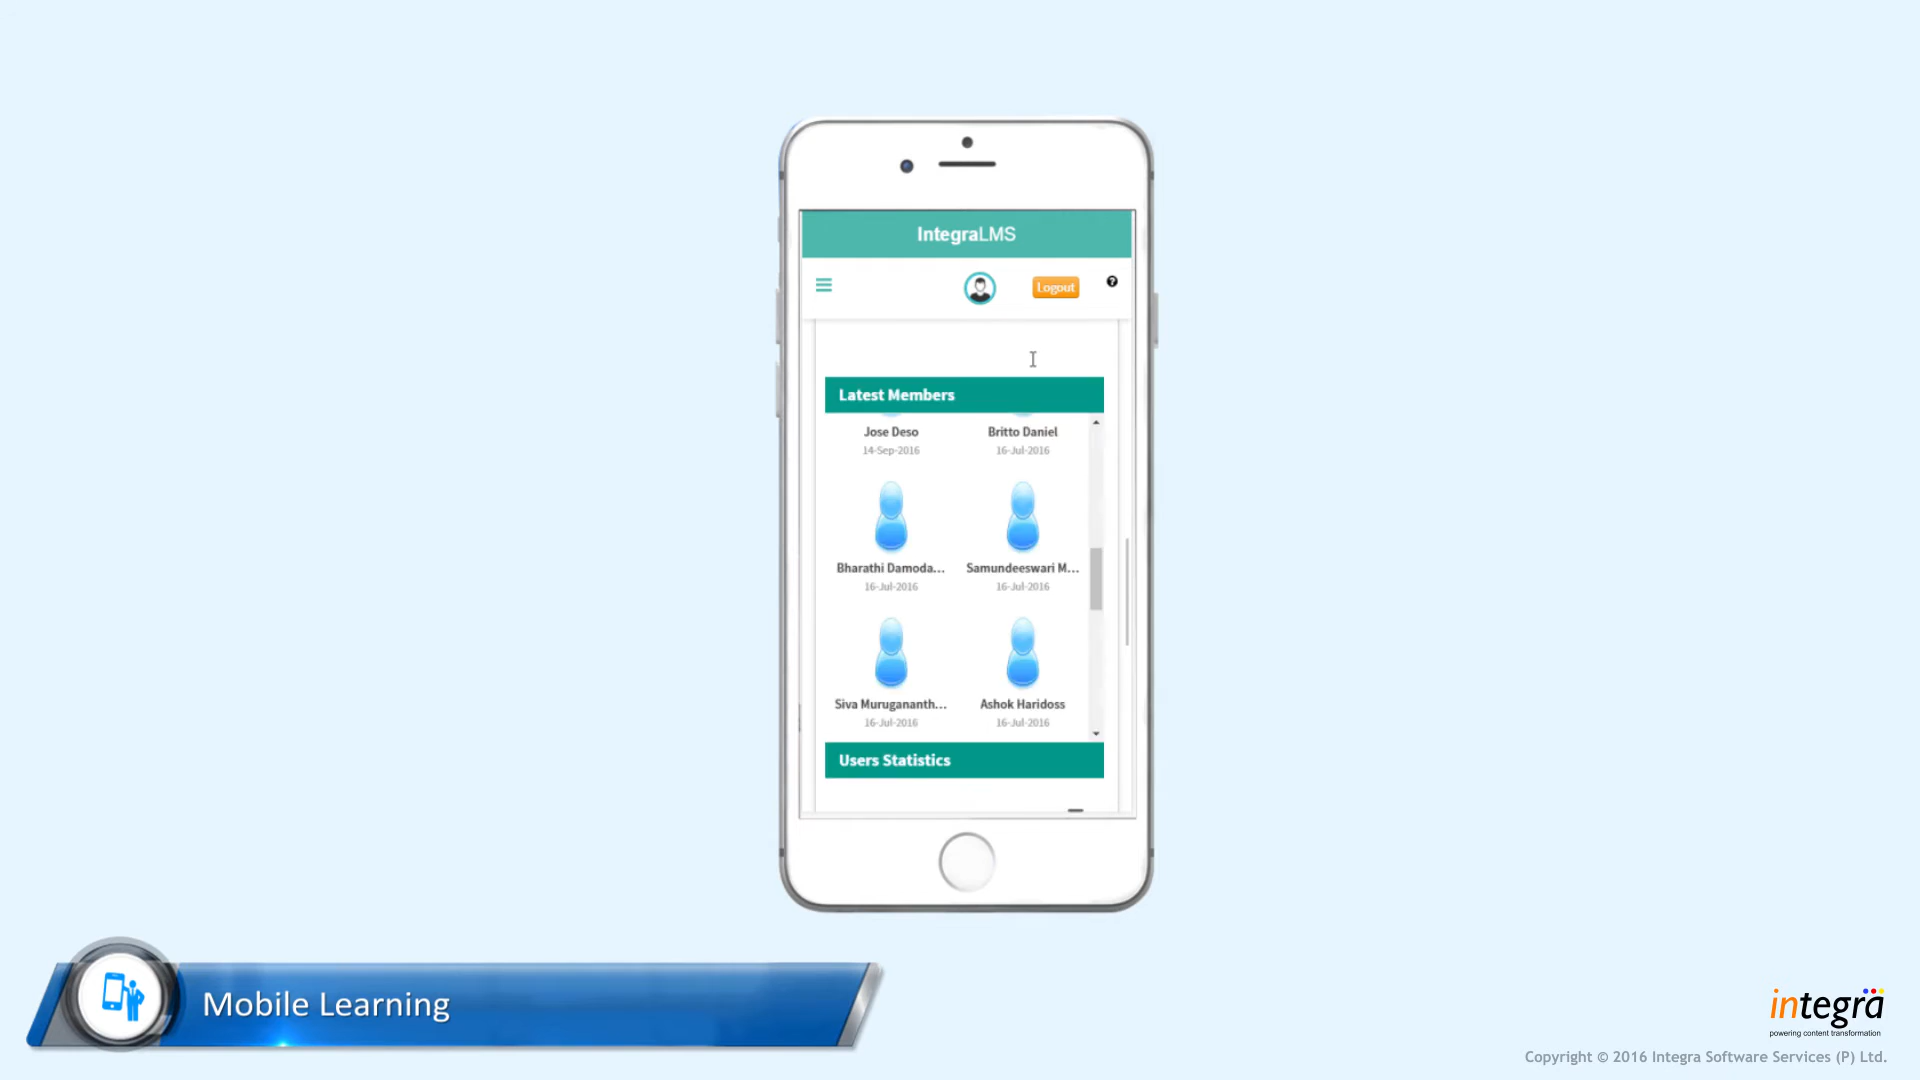 IntegraLMS
Logout
Latest Members
Jose Deso
Britto Daniel
14-Sep-2016
16-Jul-2016
Bharathi Damoda...
Samundeeswari M...
16-Jul-2016
16-Jul-2016
Siva Murugananth...
Ashok Haridoss
16-Jul-2016
16-Jul-2016
Users Statistics
Mobile Learning
integra
powering content transformation
Copyright © 2016 Integra Software Services (P) Ltd.